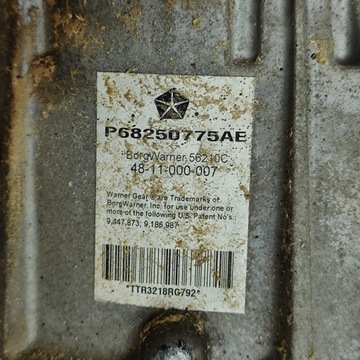 P68250775AE
BorgWarner 56210C
48-11-000-007
Warner Gear ® are Trademarks of
BorgWarner, Inc. for use under one or
more of the following U.S. Patent No's.
9,447,873; 9,186,987
*TTR3218RG792*